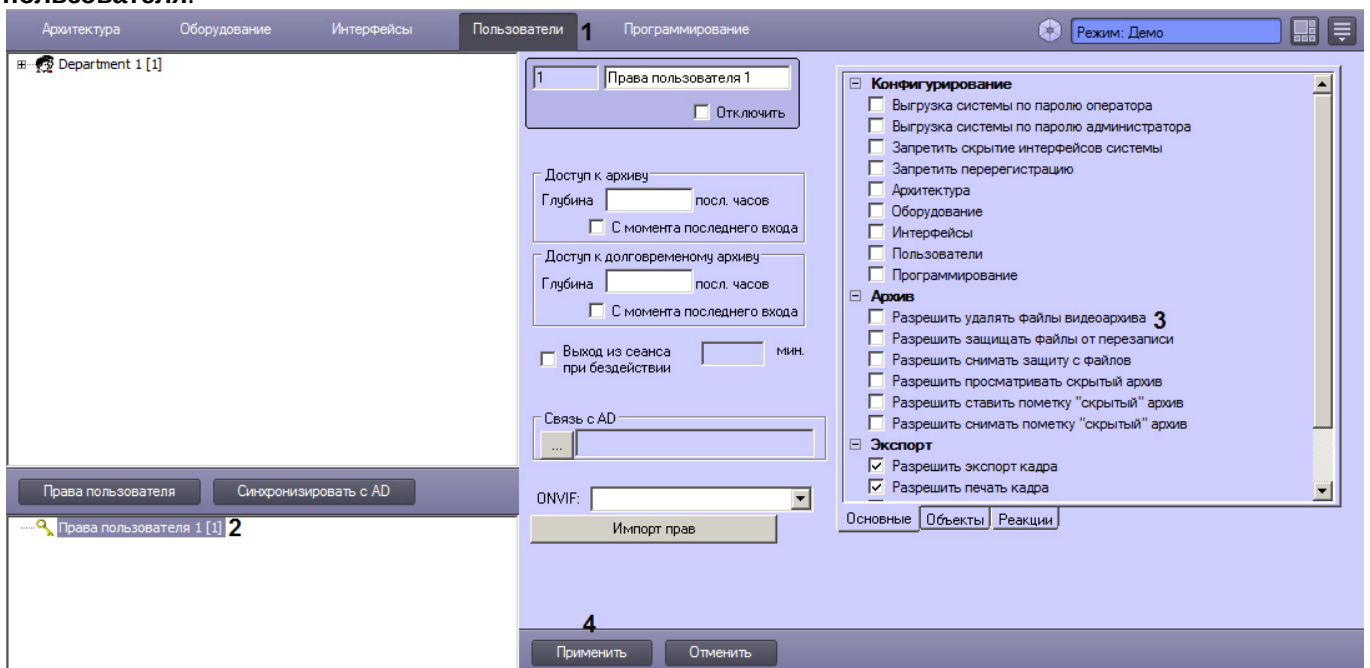 пользователя.
Архитектура Оборудование Интерфейсы Пользователи 1 Программирование Режим: Демо
Department 1 [1]
1 Права пользователя 1
Отключить
Доступ к архиву
Глубина посл. часов
С момента последнего входа
Доступ к долговременому архиву
Глубина посл. часов
С момента последнего входа
Выход из сеанса
при бездействии
мин.
Связь с AD
...
ONVIF:
Импорт прав
Конфигурирование
Выгрузка системы по паролю оператора
Выгрузка системы по паролю администратора
Запретить скрытие интерфейсов системы
Запретить перерегистрацию
Архитектура
Оборудование
Интерфейсы
Пользователи
Программирование
Архив
Разрешить удалять файлы видеоархива 3
Разрешить защищать файлы от перезаписи
Разрешить снимать защиту с файлов
Разрешить просматривать скрытый архив
Разрешить ставить пометку "скрытый" архив
Разрешить снимать пометку "скрытый" архив
Экспорт
Разрешить экспорт кадра
Разрешить печать кадра
Основные Объекты Реакции
Права пользователя Синхронизировать с AD
Права пользователя 1 [1] 2
4
Применить Отменить